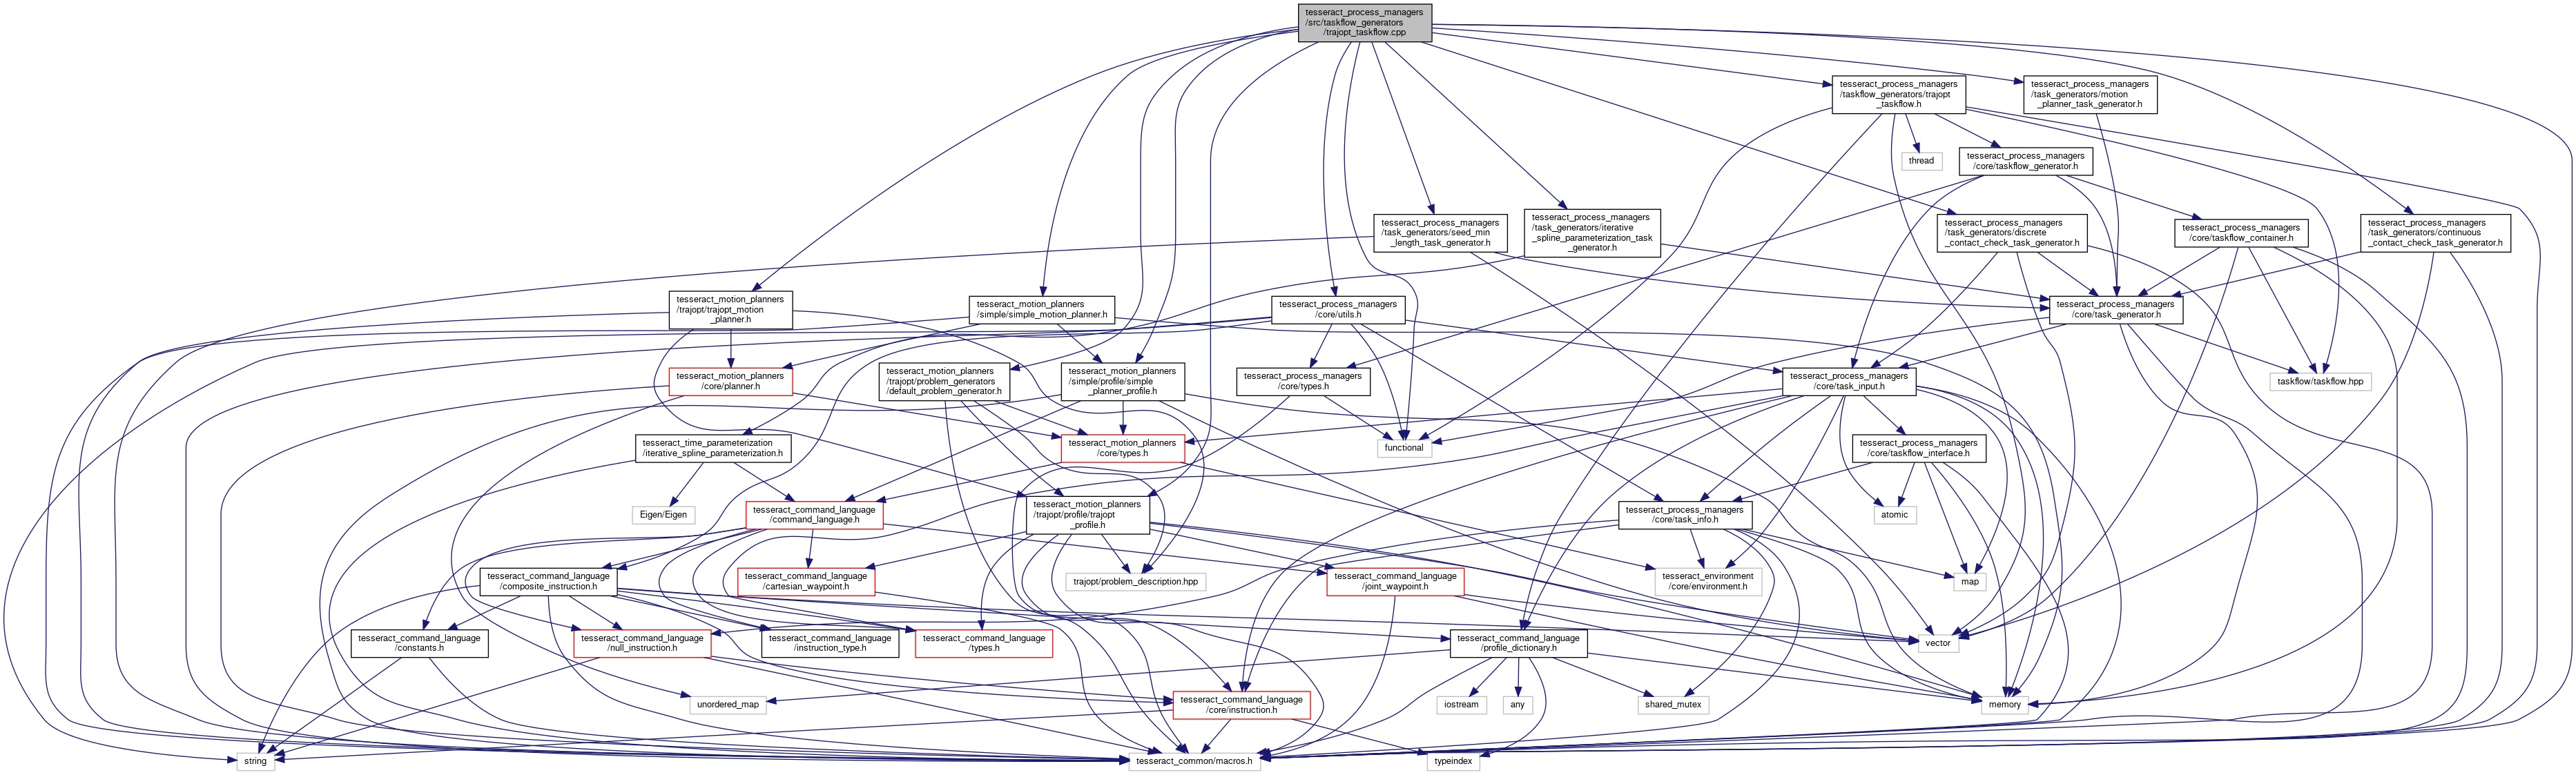 tesseract_process_managers
/src/taskflow_generators
/trajopt_taskflow.cpp
tesseract_process_managers
/taskflow_generators/trajopt
_taskflow.h
tesseract_process_managers
/task_generators/motion
_planner_task_generator.h
thread
tesseract_process_managers
/core/taskflow_generator.h
tesseract_process_managers
/task_generators/seed_min
_length_task_generator.h
tesseract_process_managers
/task_generators/iterative
_spline_parameterization_task
_generator.h
tesseract_process_managers
/task_generators/discrete
_contact_check_task_generator.h
tesseract_process_managers
/core/taskflow_container.h
tesseract_process_managers
/task_generators/continuous
_contact_check_task_generator.h
tesseract_motion_planners
/trajopt/trajopt_motion
_planner.h
tesseract_motion_planners
/simple/simple_motion_planner.h
tesseract_process_managers
/core/utils.h
tesseract_process_managers
/core/task_generator.h
tesseract_motion_planners
/core/planner.h
tesseract_motion_planners
/trajopt/problem_generators
/default_problem_generator.h
tesseract_motion_planners
/simple/profile/simple
_planner_profile.h
tesseract_process_managers
/core/types.h
tesseract_process_managers
/core/task_input.h
taskflow/taskflow.hpp
tesseract_time_parameterization
/iterative_spline_parameterization.h
tesseract_motion_planners
/core/types.h
functional
tesseract_process_managers
/core/taskflow_interface.h
Eigen/Eigen
tesseract_command_language
/command_language.h
tesseract_motion_planners
/trajopt/profile/trajopt
_profile.h
tesseract_process_managers
/core/task_info.h
atomic
tesseract_command_language
/composite_instruction.h
tesseract_command_language
/cartesian_waypoint.h
trajopt/problem_description.hpp
tesseract_command_language
/joint_waypoint.h
tesseract_environment
/core/environment.h
map
tesseract_command_language
/constants.h
tesseract_command_language
/null_instruction.h
tesseract_command_language
/instruction_type.h
tesseract_command_language
/types.h
tesseract_command_language
/profile_dictionary.h
vector
unordered_map
tesseract_command_language
/core/instruction.h
iostream
any
shared_mutex
memory
string
tesseract_common/macros.h
typeindex